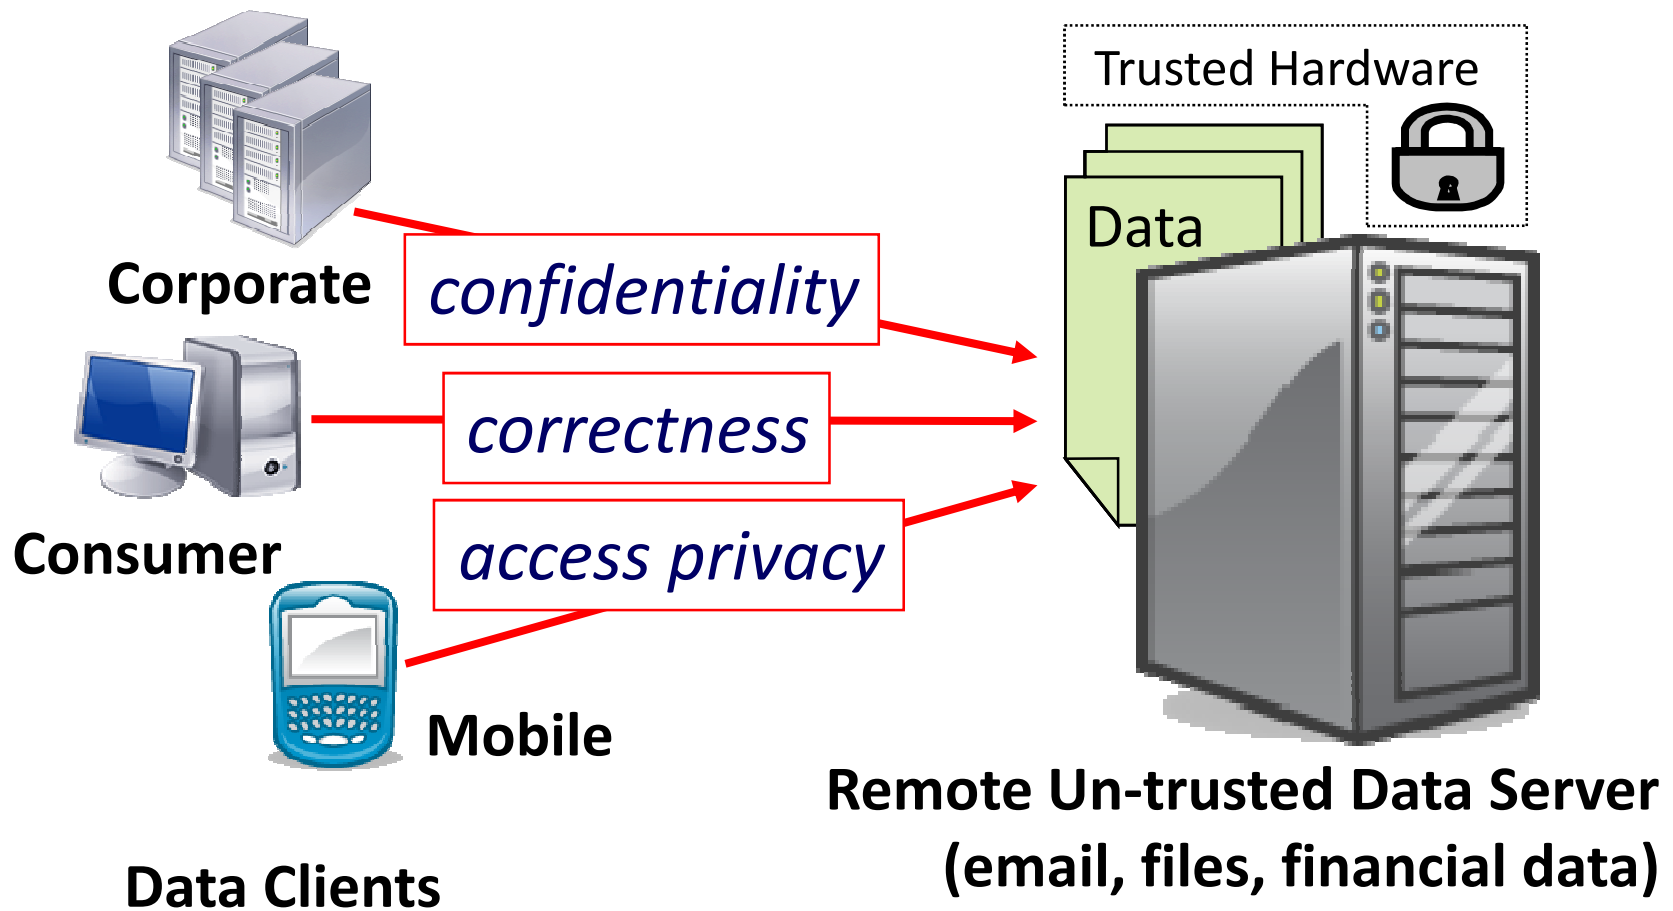 Trusted Hardware
Data
Corporate
confidentiality
correctness
Consumer
access privacy
Mobile
Remote Un-trusted Data Server
(email, files, financial data)
Data Clients